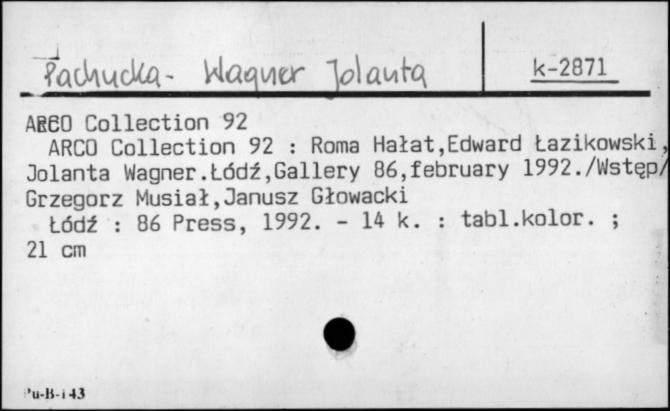 Pachucka- Wagner Jolanta
k-2871
ARCO Collection 92
ARCO Collection 92 : Roma Hałat,Edward Łazikowski,
Jolanta Wagner.Łódź,Gallery 86,february 1992./Wstęp/
Grzegorz Musiał,Janusz Głowacki
Łódź : 86 Press, 1992. - 14 k. : tabl.kolor. ;
21 cm
Pu-B-143